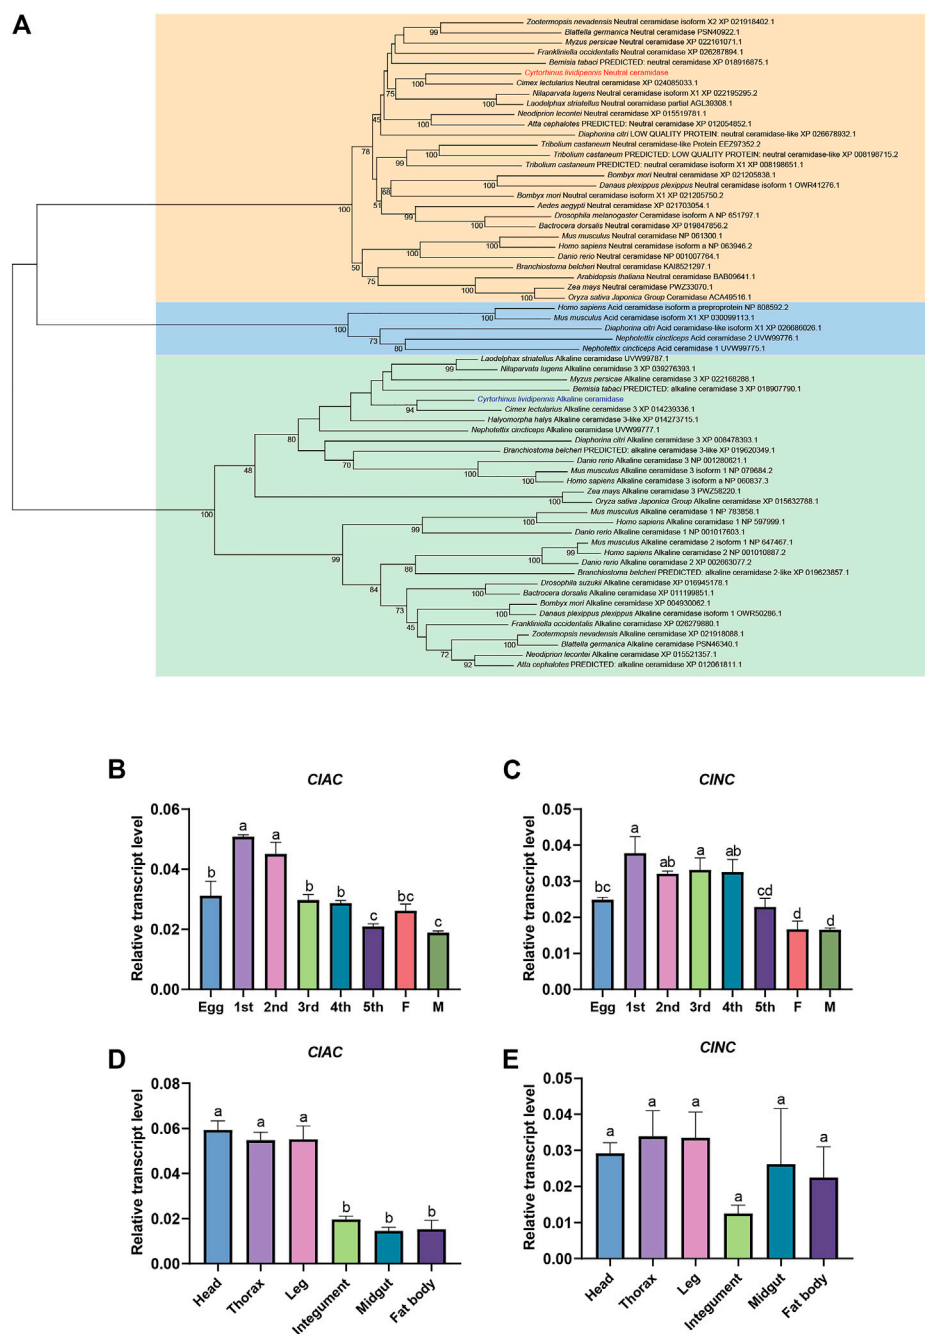 A
Zootermopsis nevadensis Neutral ceramidase isoform X2 XP 021918402.1
99
Blattella germanica Neutral ceramidase PSN40922.1
Myzus persicae Neutral ceramidase XP 022161071.1
Frankliniella occidentalis Neutral ceramidase XP 026287894.1
Bemisia tabaci PREDICTED: neutral ceramidase XP 018916875.1
Cyrtorhinus lividipennis Neutral ceramidase
75
100
Cimex lectularius Neutral ceramidase XP 024085033.1
Nilaparvata lugens Neutral ceramidase isoform X1 XP 022195295.2
100
Laodelphax striatellus Neutral ceramidase partial AGL39308.1
Neodiprion lecontei Neutral ceramidase XP 015519781.1
45
100
Atta cephalotes PREDICTED: Neutral ceramidase XP 012054852.1
Diaphorina citri LOW QUALITY PROTEIN: neutral ceramidase-like XP 026678932.1
Tribolium castaneum Neutral ceramidase-like Protein EEZ97352.2
78
100
Tribolium castaneum PREDICTED: LOW QUALITY PROTEIN: neutral ceramidase-like XP 008198715.2
99
Tribolium castaneum PREDICTED: neutral ceramidase isoform X1 XP 008198651.1
Bombyx mori Neutral ceramidase XP 021205838.1
100
Danaus plexippus plexippus Neutral ceramidase isoform 1 OWR41276.1
68
Bombyx mori Neutral ceramidase isoform X1 XP 021205750.2
51
Aedes aegypti Neutral ceramidase XP 021703054.1
100
99
Drosophila melanogaster Ceramidase isoform A NP 651797.1
100
Bactrocera dorsalis Neutral ceramidase XP 019847856.2
Mus musculus Neutral ceramidase NP 061300.1
100
Homo sapiens Neutral ceramidase isoform a NP 063946.2
100
Danio rerio Neutral ceramidase NP 001007764.1
50
Branchiostoma belcheri Neutral ceramidase KAI8521297.1
75
Arabidopsis thaliana Neutral ceramidase BAB09641.1
100
Zea mays Neutral ceramidase PWZ33070.1
100
Oryza sativa Japonica Group Ceramidase ACA49516.1
Homo sapiens Acid ceramidase isoform a preproprotein NP 808592.2
100
Mus musculus Acid ceramidase isoform X1 XP 030099113.1
100
Diaphorina citri Acid ceramidase-like isoform X1 XP 026686026.1
73
Nephotettix cincticeps Acid ceramidase 2 UVW99776.1
80
Nephotettix cincticeps Acid ceramidase 1 UVW99775.1
Laodelphax striatellus Alkaline ceramidase UVW99787.1
99
Nilaparvata lugens Alkaline ceramidase 3 XP 039276393.1
Myzus persicae Alkaline ceramidase 3 XP 022168288.1
Bemisia tabaci PREDICTED: alkaline ceramidase 3 XP 018907790.1
Cyrtorhinus lividipennis Alkaline ceramidase
94
Cimex lectularius Alkaline ceramidase 3 XP 014239336.1
Halyomorpha halys Alkaline ceramidase 3-like XP 014273715.1
Nephotettix cincticeps Alkaline ceramidase UVW99777.1
80
Diaphorina citri Alkaline ceramidase 3 XP 008478393.1
Branchiostoma belcheri PREDICTED: alkaline ceramidase 3-like XP 019620349.1
70
Danio rerio Alkaline ceramidase 3 NP 001280621.1
48
100
Mus musculus Alkaline ceramidase 3 isoform 1 NP 079684.2
100
Homo sapiens Alkaline ceramidase 3 isoform a NP 060837.3
Zea mays Alkaline ceramidase 3 PWZ58220.1
100
Oryza sativa Japonica Group Alkaline ceramidase XP 015632788.1
100
Mus musculus Alkaline ceramidase 1 NP 783858.1
100
Homo sapiens Alkaline ceramidase 1 NP 597999.1
99
Danio rerio Alkaline ceramidase 1 NP 001017603.1
Mus musculus Alkaline ceramidase 2 isoform 1 NP 647467.1
99
Homo sapiens Alkaline ceramidase 2 NP 001010887.2
99
100
Danio rerio Alkaline ceramidase 2 XP 002663077.2
88
Branchiostoma belcheri PREDICTED: alkaline ceramidase 2-like XP 019623857.1
84
Drosophila suzukii Alkaline ceramidase XP 016945178.1
100
Bactrocera dorsalis Alkaline ceramidase XP 011199851.1
73
Bombyx mori Alkaline ceramidase XP 004930062.1
100
Danaus plexippus plexippus Alkaline ceramidase isoform 1 OWR50286.1
45
Frankliniella occidentalis Alkaline ceramidase XP 026279880.1
Zootermopsis nevadensis Alkaline ceramidase XP 021918088.1
100
Blattella germanica Alkaline ceramidase PSN46340.1
72
Neodiprion lecontei Alkaline ceramidase XP 015521357.1
92
Atta cephalotes PREDICTED: alkaline ceramidase XP 012061811.1
B
ClAC
Relative transcript level
0.06
0.04
0.02
0.00
b
a
a
b
b
c
bc
c
Egg 1st 2nd 3rd 4th 5th F M
C
ClNC
Relative transcript level
0.05
0.04
0.03
0.02
0.01
0.00
bc
a
ab
a
ab
cd
d
d
Egg 1st 2nd 3rd 4th 5th F M
D
ClAC
Relative transcript level
0.08
0.06
0.04
0.02
0.00
a
a
a
b
b
b
Head
Thorax
Leg
Integument
Midgut
Fat body
E
ClNC
Relative transcript level
0.05
0.04
0.03
0.02
0.01
0.00
a
a
a
a
a
a
Head
Thorax
Leg
Integument
Midgut
Fat body